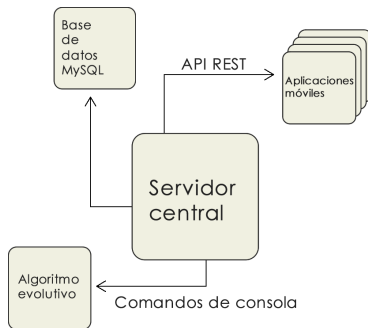 Base
de
datos
MySQL
API REST
Aplicaciones
móviles
Servidor
central
Algoritmo
evolutivo
Comandos de consola